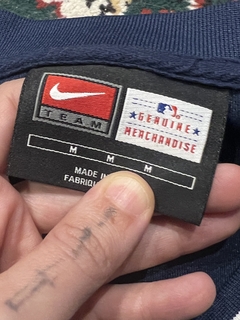 TEAM
GENUINE
MERCHANDISE
M M M
MADE IN
FABRIQU